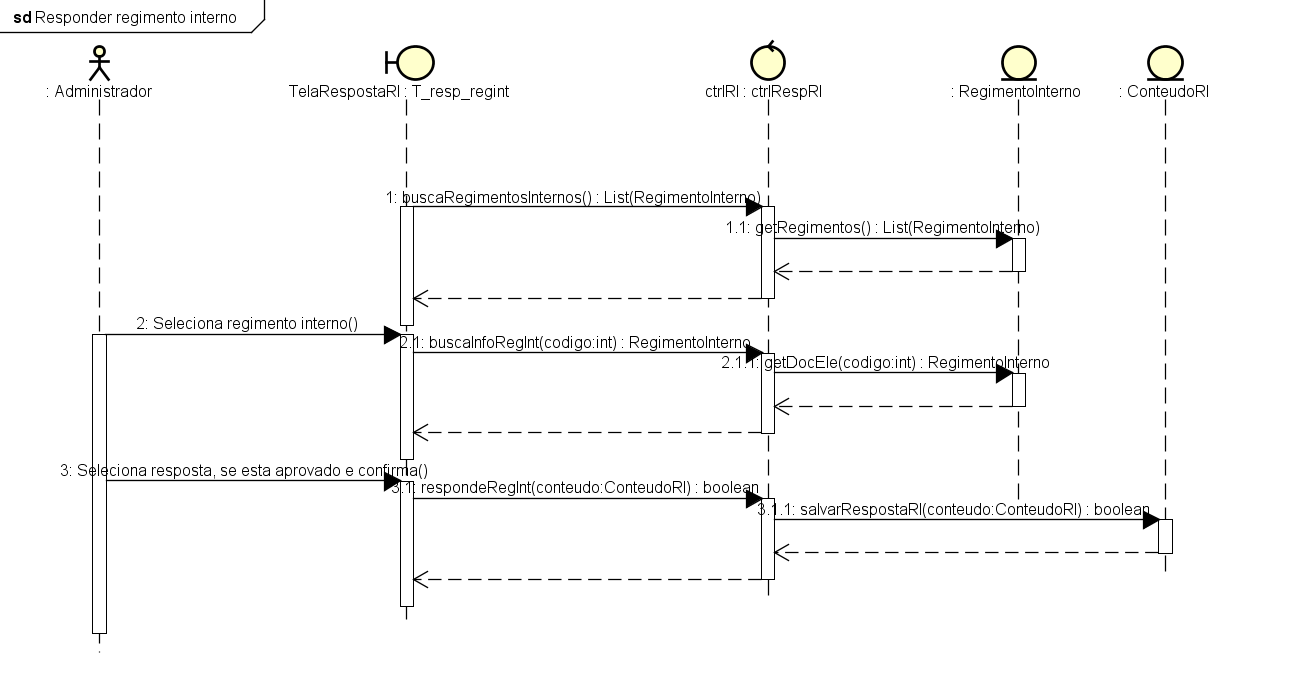 sd Responder regimento interno
: Administrador
TelaRespostaRI : T_resp_regint
ctrlRI : ctrlRespRI
: RegimentoInterno
: ConteudoRI
1: buscaRegimentosInternos() : List(RegimentoInterno)
1.1: getRegimentos() : List(RegimentoInterno)
2: Seleciona regimento interno()
2.1: buscaInfoRegInt(codigo:int) : RegimentoInterno
2.1.1: getDocEle(codigo:int) : RegimentoInterno
3: Seleciona resposta, se esta aprovado e confirma()
3.1: respondeRegInt(conteudo:ConteudoRI) : boolean
3.1.1: salvarRespostaRI(conteudo:ConteudoRI) : boolean